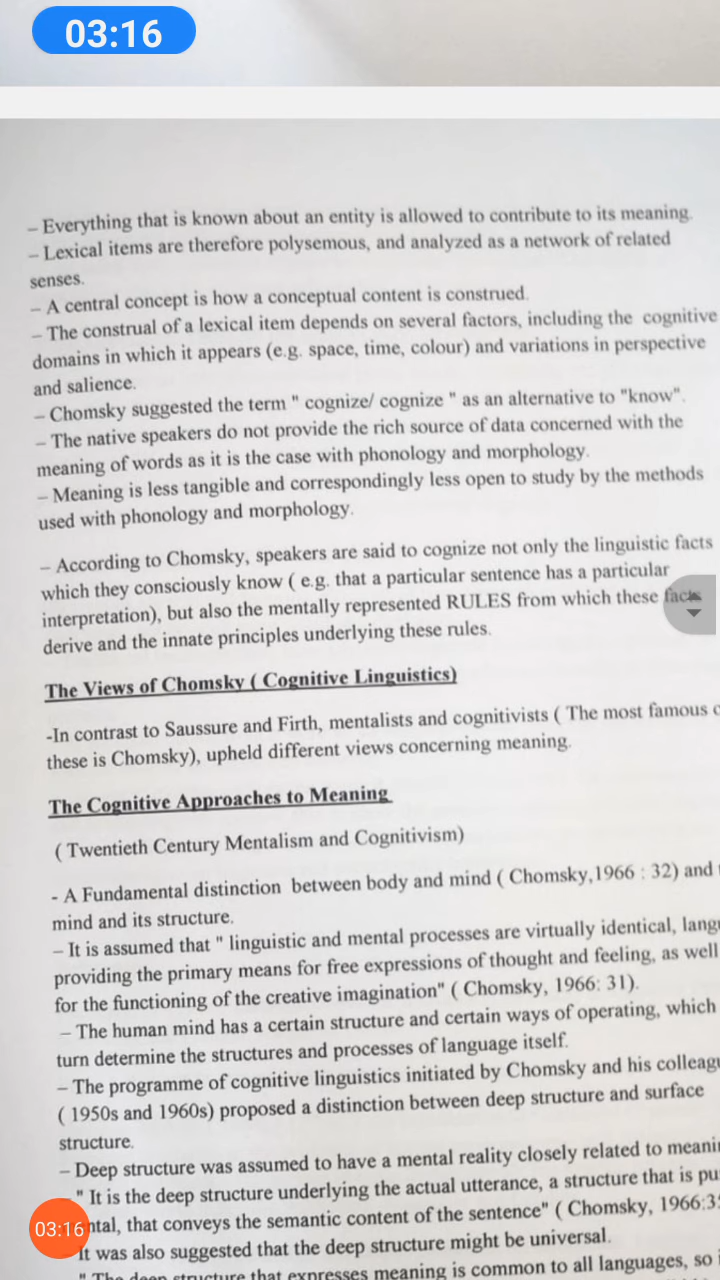 03:16
– Everything that is known about an entity is allowed to contribute to its meaning.
– Lexical items are therefore polysemous, and analyzed as a network of related
senses.
– A central concept is how a conceptual content is construed.
– The construal of a lexical item depends on several factors, including the cognitive
domains in which it appears (e.g. space, time, colour) and variations in perspective
and salience.
– Chomsky suggested the term " cognize/ cognize " as an alternative to "know".
– The native speakers do not provide the rich source of data concerned with the
meaning of words as it is the case with phonology and morphology.
– Meaning is less tangible and correspondingly less open to study by the methods
used with phonology and morphology.
– According to Chomsky, speakers are said to cognize not only the linguistic facts
which they consciously know ( e.g. that a particular sentence has a particular
interpretation), but also the mentally represented RULES from which these facts
derive and the innate principles underlying these rules.
The Views of Chomsky ( Cognitive Linguistics)
-In contrast to Saussure and Firth, mentalists and cognitivists ( The most famous
these is Chomsky), upheld different views concerning meaning.
The Cognitive Approaches to Meaning
( Twentieth Century Mentalism and Cognitivism)
- A Fundamental distinction between body and mind ( Chomsky,1966 : 32) and
mind and its structure.
– It is assumed that " linguistic and mental processes are virtually identical,
providing the primary means for free expressions of thought and feeling, as well
for the functioning of the creative imagination" ( Chomsky, 1966: 31).
– The human mind has a certain structure and certain ways of operating, which
turn determine the structures and processes of language itself.
– The programme of cognitive linguistics initiated by Chomsky and his
( 1950s and 1960s) proposed a distinction between deep structure and surface
structure.
– Deep structure was assumed to have a mental reality closely related to
" It is the deep structure underlying the actual utterance, a structure that is
03:16 ntal, that conveys the semantic content of the sentence" ( Chomsky, 1966:3
It was also suggested that the deep structure might be universal.
" The deep structure that expresses meaning is common to all languages, so